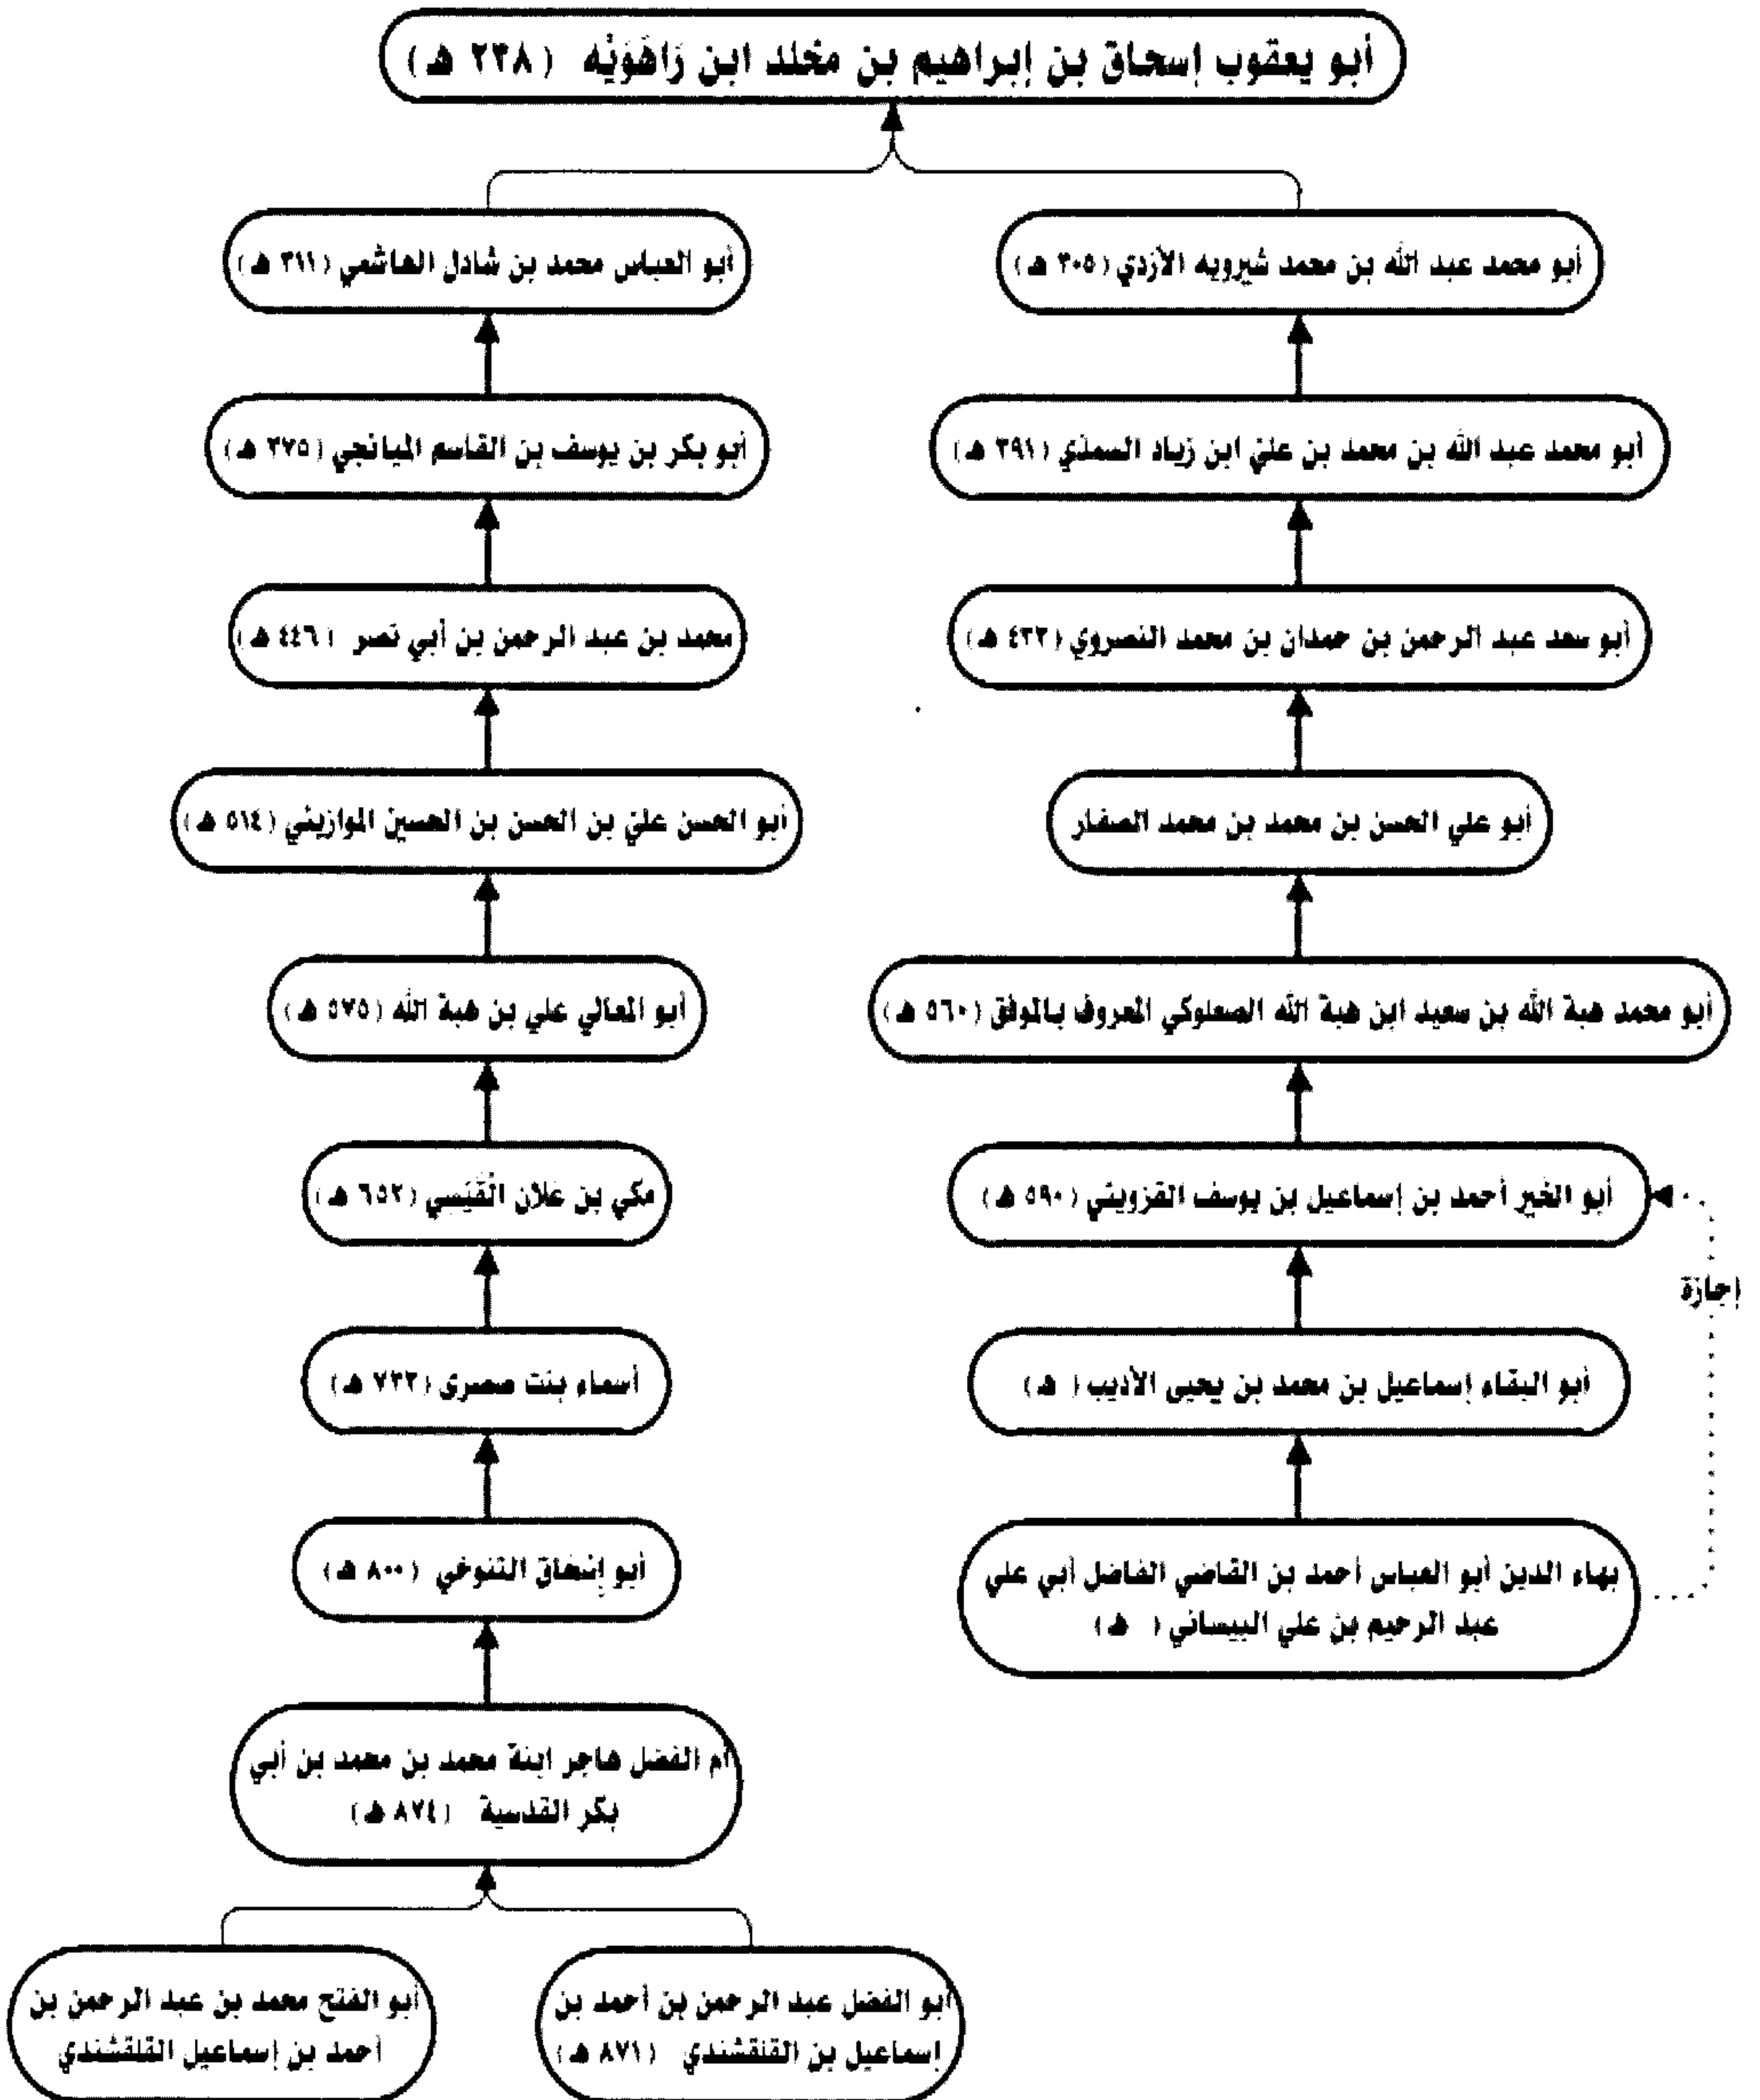 أبو يعقوب إسحاق بن إبراهيم بن مخلد ابن رَاهَوَيْه (٢٣٨ هـ)
أبو محمد عبد الله بن محمد شيرويه الأزدي (٣٠٥ هـ)
أبو العباس محمد بن شادل الهاشمي (٣١١ هـ)
أبو محمد عبد الله بن محمد بن علي ابن زياد السمذي (٣٩١ هـ)
أبو بكر بن يوسف بن القاسم الميانجي (٣٧٥ هـ)
أبو سعد عبد الرحمن بن حمدان بن محمد النصروي (٤٣٣ هـ)
محمد بن عبد الرحمن بن أبي نصر (٤٤٦ هـ)
أبو علي الحسن بن محمد بن محمد الصفار
أبو الحسن علي بن الحسن بن الحسين الموازيني (٥١٤ هـ)
أبو محمد هبة الله بن سعيد ابن هبة الله الصعلوكي المعروف بالموفق (٥٦٠ هـ)
أبو المعالي علي بن هبة الله (٥٧٥ هـ)
أبو الخير أحمد بن إسماعيل بن يوسف القزويني (٥٩٠ هـ)
مكي بن علان القَيْسِي (٦٥٢ هـ)
إجازة
أبو البقاء إسماعيل بن محمد بن يحيى الأديب ( هـ)
أسماء بنت صصرى (٧٣٣ هـ)
بهاء الدين أبو العباس أحمد بن القاضي الفاضل أبي علي
عبد الرحيم بن علي البيساني ( هـ)
أبو إسحاق التنوخي (٨٠٠ هـ)
أم الفضل هاجر ابنة محمد بن محمد بن أبي
بكر القدسية (٨٧٤ هـ)
أبو الفضل عبد الرحمن بن أحمد بن
إسماعيل بن القلقشندي (٨٧١ هـ)
أبو الفتح محمد بن عبد الرحمن بن
أحمد بن إسماعيل القلقشندي